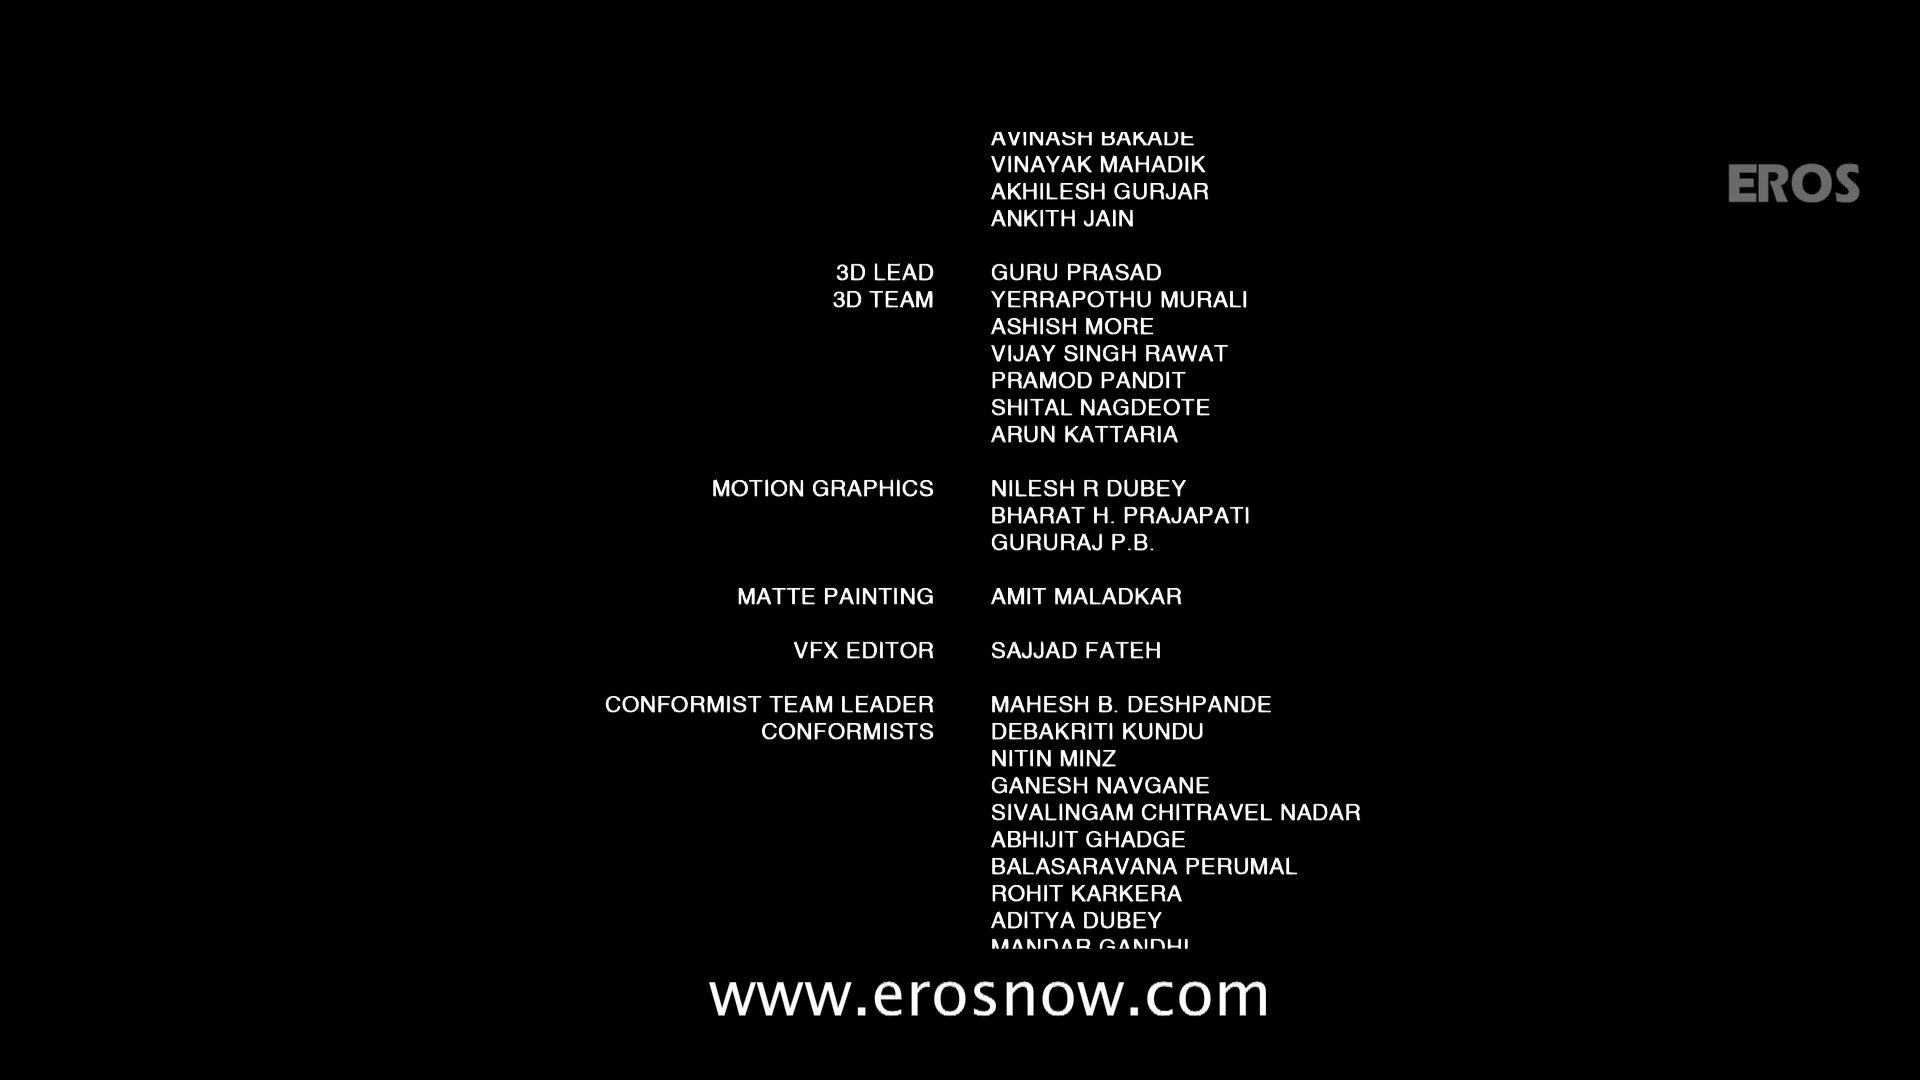 AVINASH BAKADE
VINAYAK MAHADIK
AKHILESH GURJAR
EROS
ANKITH JAIN
3D LEAD GURU PRASAD
3D TEAM YERRAPOTHU MURALI
ASHISH MORE
VIJAY SINGH RAWAT
PRAMOD PANDIT
SHITAL NAGDEOTE
ARUN KATTARIA
MOTION GRAPHICS NILESH R DUBEY
BHARAT H. PRAJAPATI
GURURAJ P.B.
MATTE PAINTING AMIT MALADKAR
VFX EDITOR SAJJAD FATEH
CONFORMIST TEAM LEADER MAHESH B. DESHPANDE
CONFORMISTS DEBAKRITI KUNDU
NITIN MINZ
GANESH NAVGANE
SIVALINGAM CHITRAVEL NADAR
ABHIJIT GHADGE
BALASARAVANA PERUMAL
ROHIT KARKERA
ADITYA DUBEY
MANDAR GANDHI
www.erosnow.com